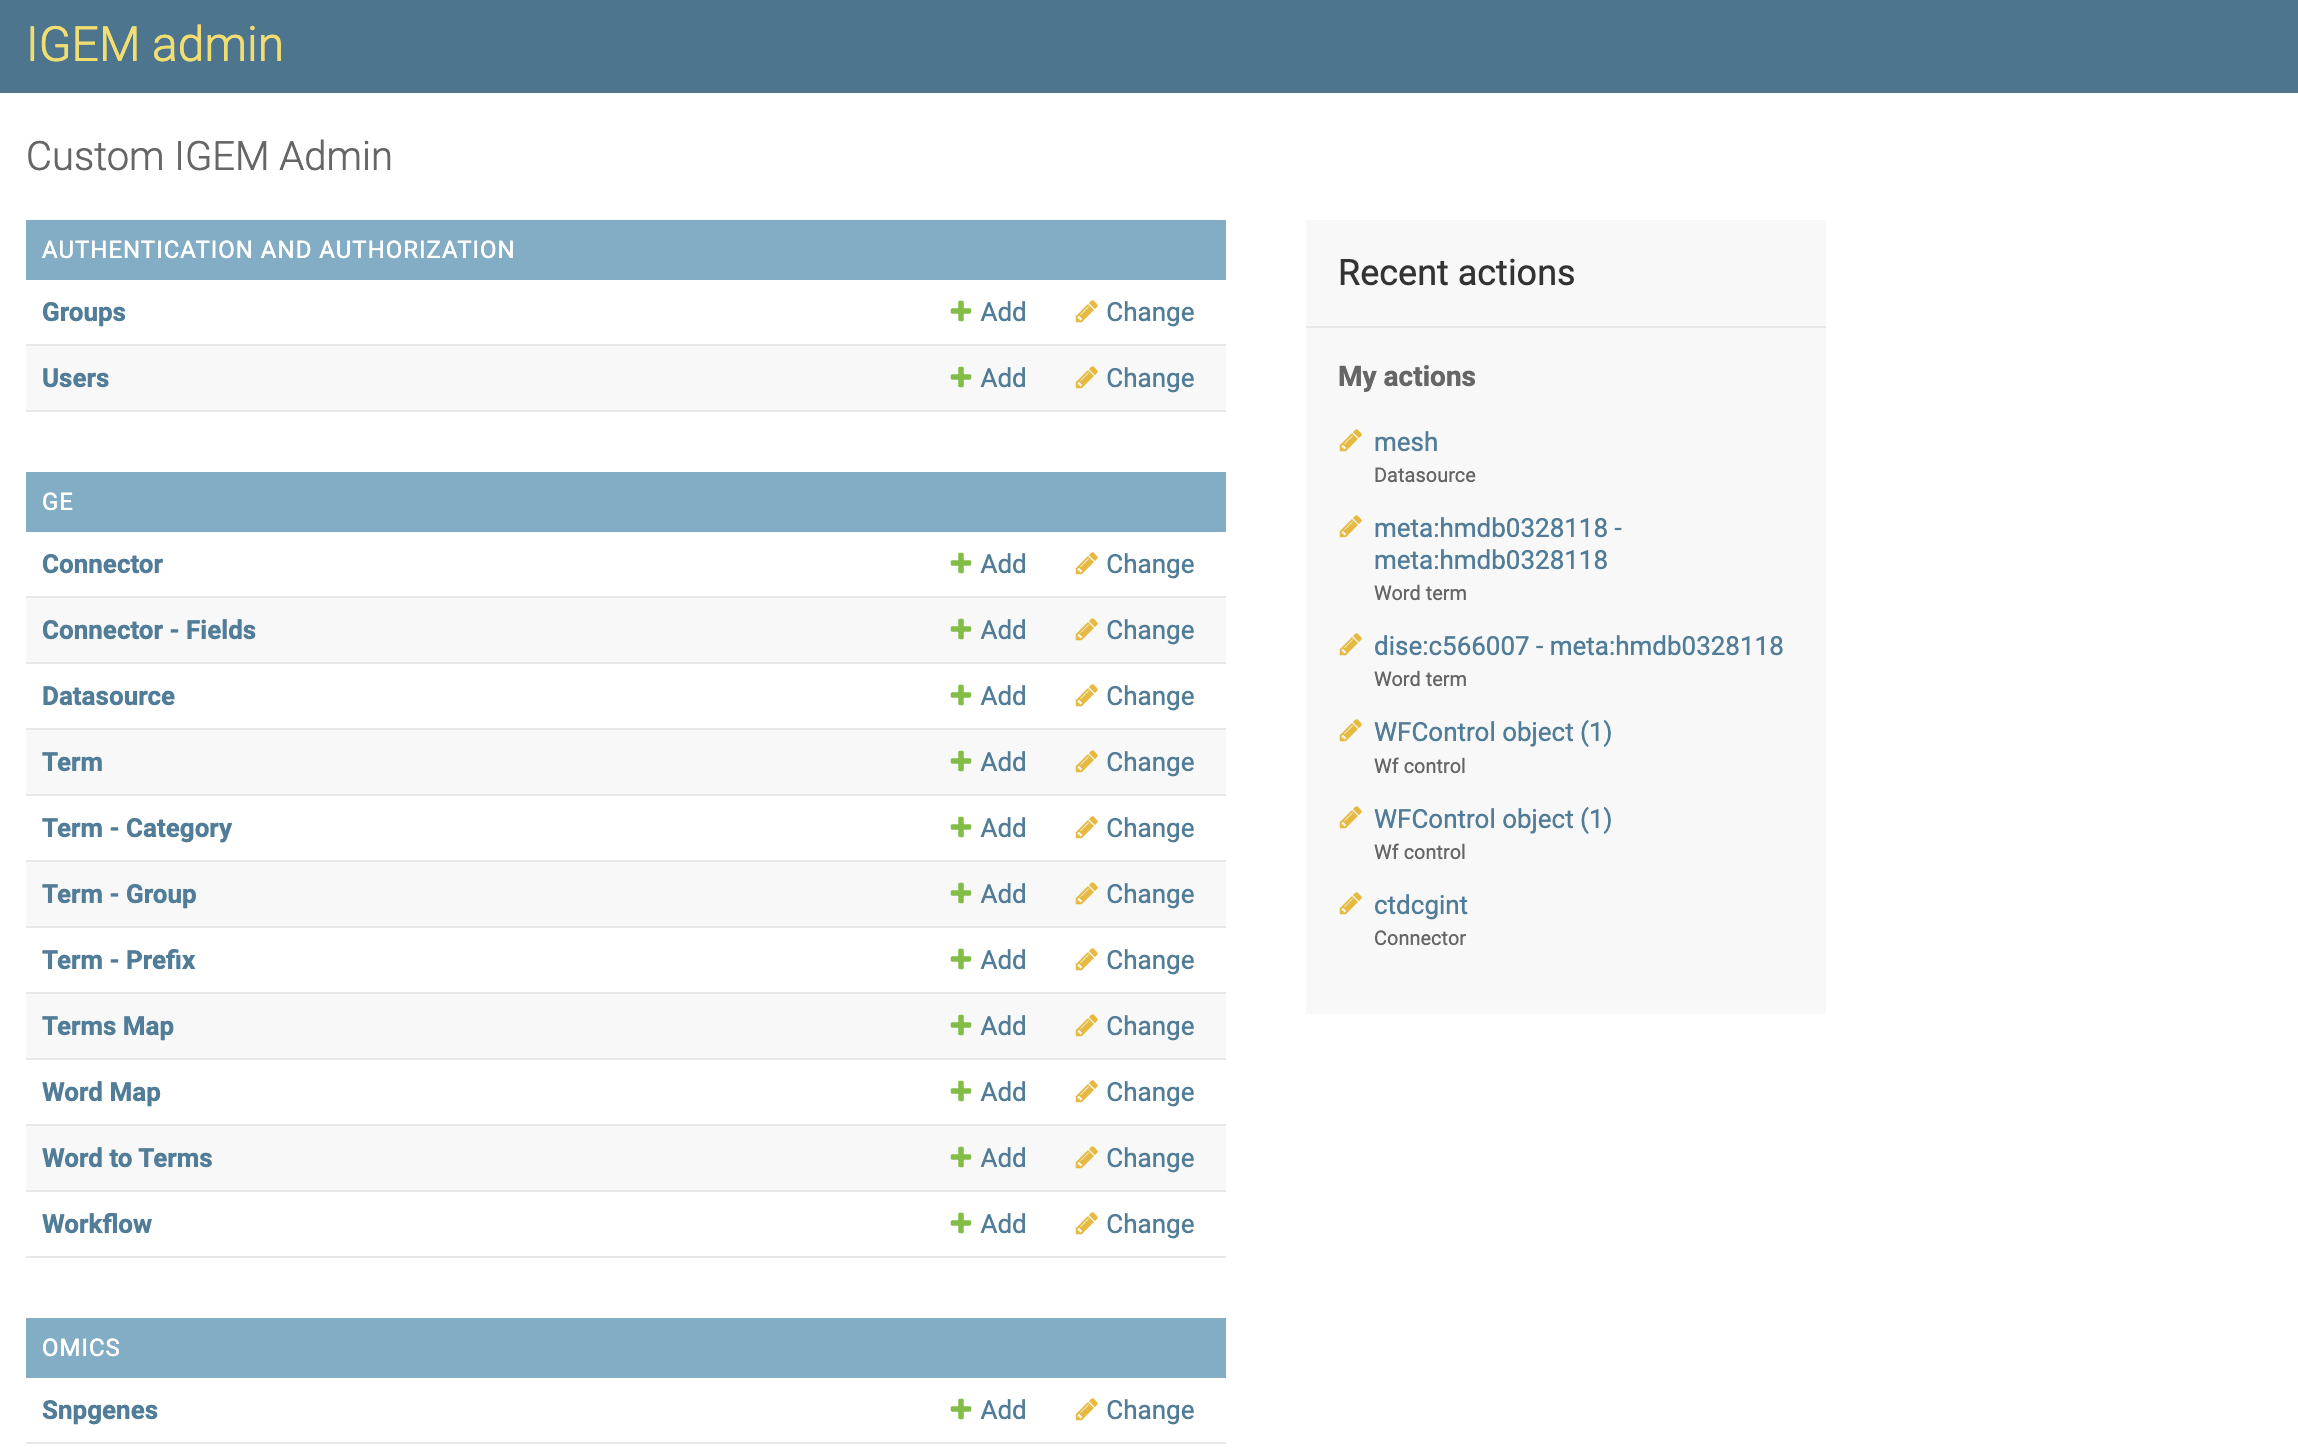 IGEM admin
Custom IGEM Admin
AUTHENTICATION AND AUTHORIZATION
Groups Add Change
Users Add Change
GE
Connector Add Change
Connector - Fields Add Change
Datasource Add Change
Term Add Change
Term - Category Add Change
Term - Group Add Change
Term - Prefix Add Change
Terms Map Add Change
Word Map Add Change
Word to Terms Add Change
Workflow Add Change
OMICS
Snpgenes Add Change
Recent actions
My actions
mesh
Datasource
meta:hmdb0328118 -
meta:hmdb0328118
Word term
dise:c566007 - meta:hmdb0328118
Word term
WFControl object (1)
Wf control
WFControl object (1)
Wf control
ctdcgint
Connector